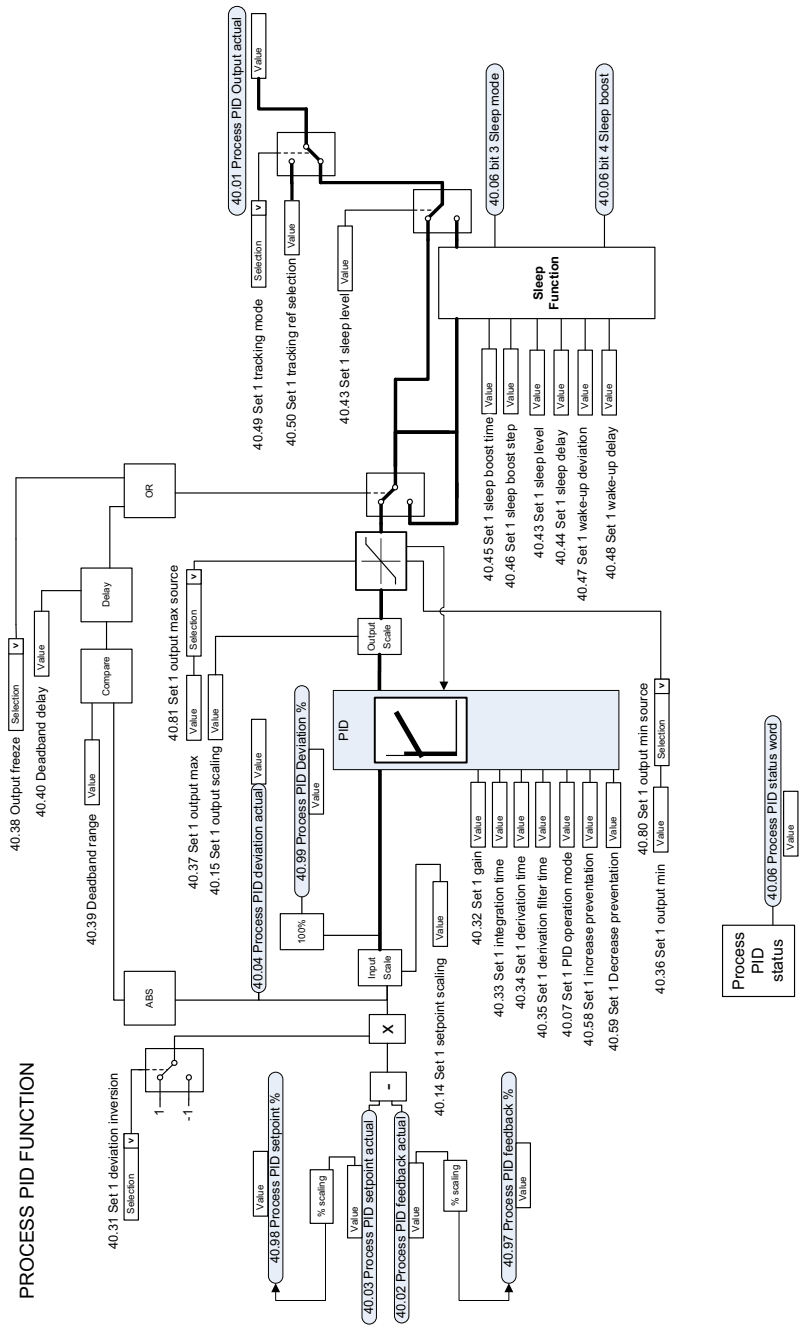 PROCESS PID FUNCTION
40.31 Set 1 deviation inversion
Selection
v
1
-1
Value
40.98 Process PID setpoint %
% scaling
Value
40.03 Process PID setpoint actual
40.02 Process PID feedback actual
Value
% scaling
40.97 Process PID feedback %
Value
-
X
ABS
40.04 Process PID deviation actual
Value
Input
Scale
Value
40.14 Set 1 setpoint scaling
100%
40.99 Process PID Deviation %
Value
40.38 Output freeze
Selection
v
40.40 Deadband delay
Value
40.39 Deadband range
Value
Compare
Delay
OR
40.81 Set 1 output max source
40.37 Set 1 output max
Value
Selection
v
40.15 Set 1 output scaling
Value
PID
Output
Scale
40.32 Set 1 gain
Value
40.33 Set 1 integration time
Value
40.34 Set 1 derivation time
Value
40.35 Set 1 derivation filter time
Value
40.07 Set 1 PID operation mode
Value
40.58 Set 1 increase preventation
Value
40.59 Set 1 Decrease preventation
Value
40.80 Set 1 output min source
40.36 Set 1 output min
Value
Selection
v
40.01 Process PID Output actual
Value
40.49 Set 1 tracking mode
Selection
v
40.50 Set 1 tracking ref selection
Value
40.43 Set 1 sleep level
Value
40.45 Set 1 sleep boost time
Value
40.46 Set 1 sleep boost step
Value
40.43 Set 1 sleep level
Value
40.44 Set 1 sleep delay
Value
40.47 Set 1 wake-up deviation
Value
40.48 Set 1 wake-up delay
Value
Sleep
Function
40.06 bit 3 Sleep mode
40.06 bit 4 Sleep boost
Process
PID
status
40.06 Process PID status word
Value